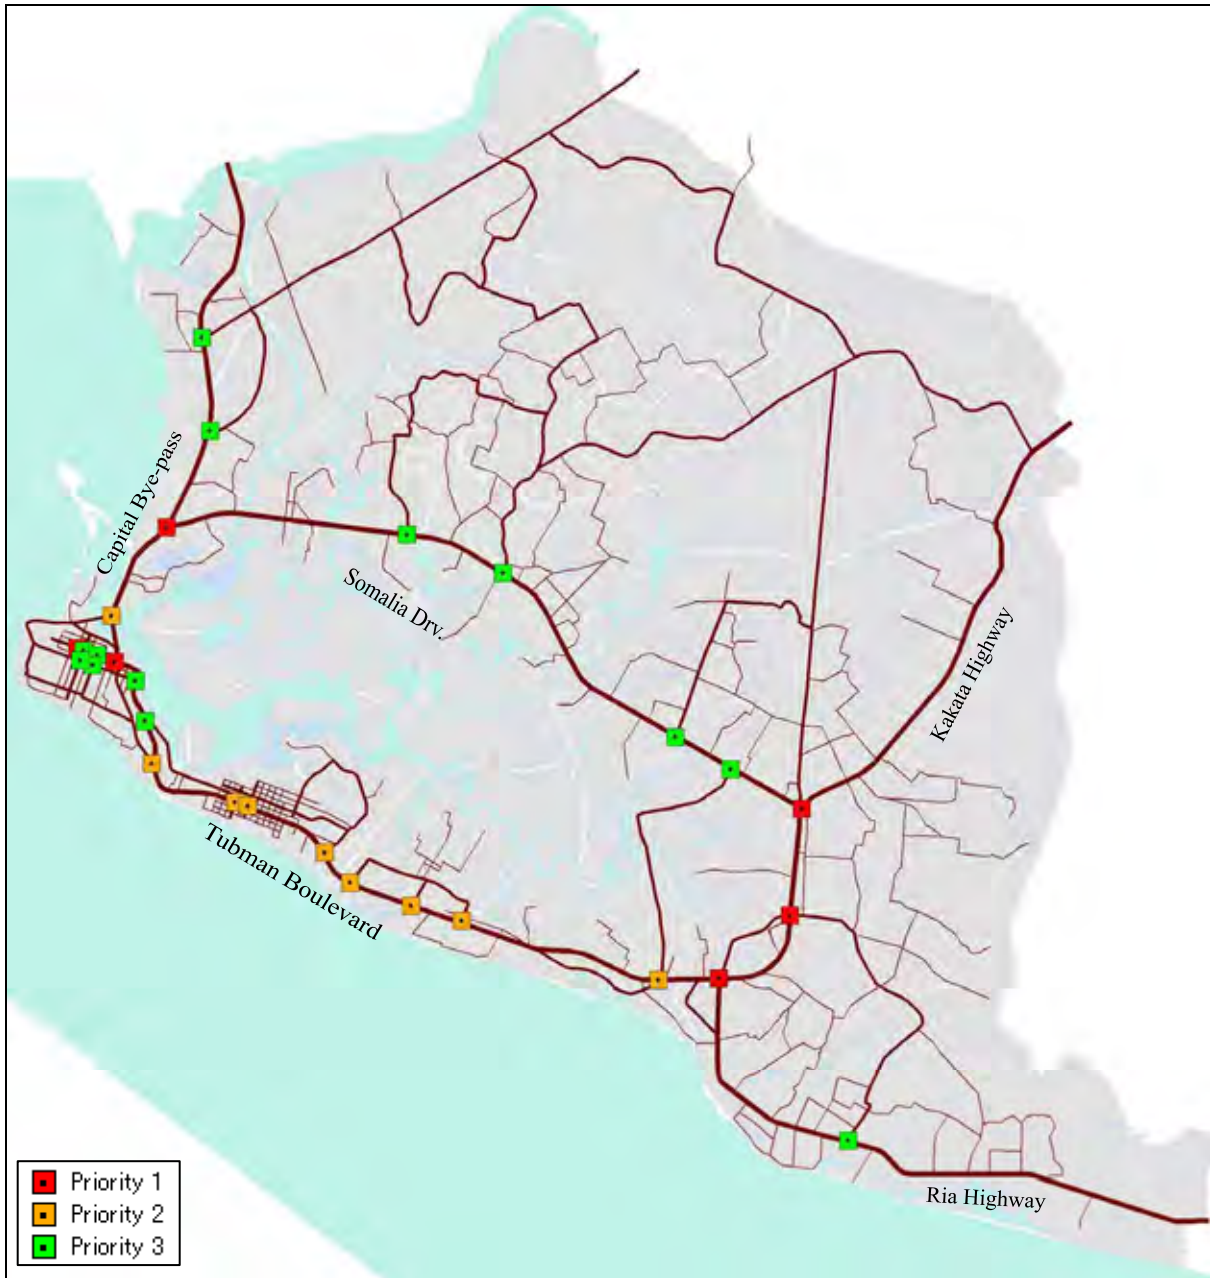 Capital Bye-pass
Somalia Drv.
Kakata Highway
Tubman Boulevard
Ria Highway
Priority 1
Priority 2
Priority 3